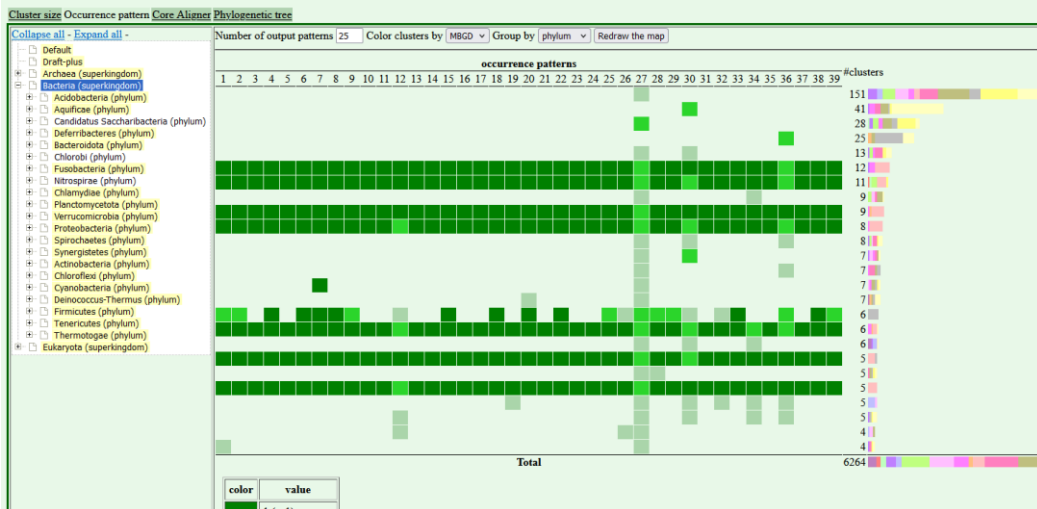 Cluster size Occurrence pattern Core Aligner Phylogenetic tree
Collapse all - Expand all -
Default
Draft-plus
Archaea (superkingdom)
Bacteria (superkingdom)
Acidobacteria (phylum)
Aquificae (phylum)
Candidatus Saccharibacteria (phylum)
Deferribacteres (phylum)
Bacteroidota (phylum)
Chlorobi (phylum)
Fusobacteria (phylum)
Nitrospirae (phylum)
Chlamydiae (phylum)
Planctomycetota (phylum)
Verrucomicrobia (phylum)
Proteobacteria (phylum)
Spirochaetes (phylum)
Synergistetes (phylum)
Actinobacteria (phylum)
Chloroflexi (phylum)
Cyanobacteria (phylum)
Deinococcus-Thermus (phylum)
Firmicutes (phylum)
Tenericutes (phylum)
Thermotogae (phylum)
Eukaryota (superkingdom)
Number of output patterns 25 Color clusters by MBGD Group by phylum Redraw the map
occurrence patterns
#clusters
1 2 3 4 5 6 7 8 9 10 11 12 13 14 15 16 17 18 19 20 21 22 23 24 25 26 27 28 29 30 31 32 33 34 35 36 37 38 39
151
41
28
25
13
12
11
9
9
8
8
7
7
7
7
6
6
6
5
5
5
5
5
4
4
Total 6264
color value